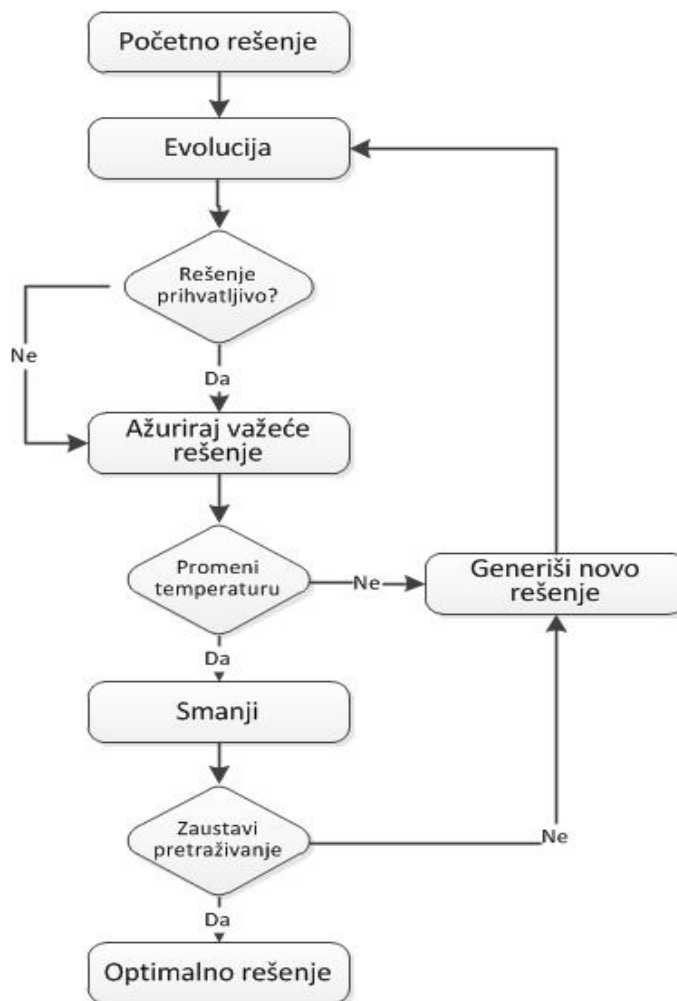 Početno rešenje
Evolucija
Rešenje
prihvatljivo?
Ne
Da
Ažuriraj važeće
rešenje
Promeni
temperaturu
Ne
Generiši novo
rešenje
Da
Smanji
Zaustavi
pretraživanje
Ne
Da
Optimalno rešenje